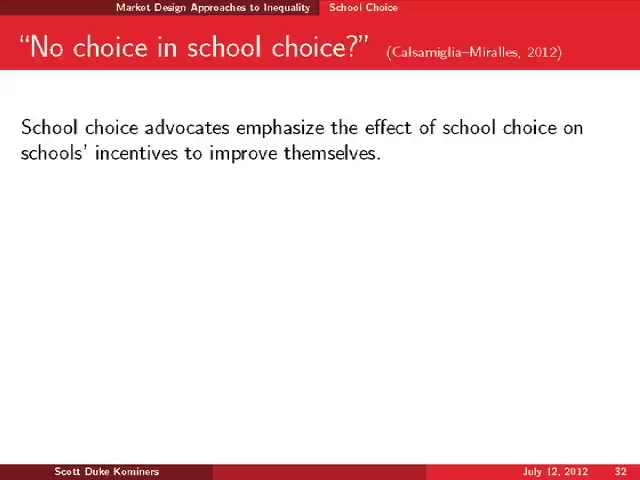 Market Design Approaches to Inequality School Choice
“No choice in school choice?” (Calsamiglia–Miralles, 2012)
School choice advocates emphasize the effect of school choice on
schools’ incentives to improve themselves.
Scott Duke Kominers July 12, 2012 32